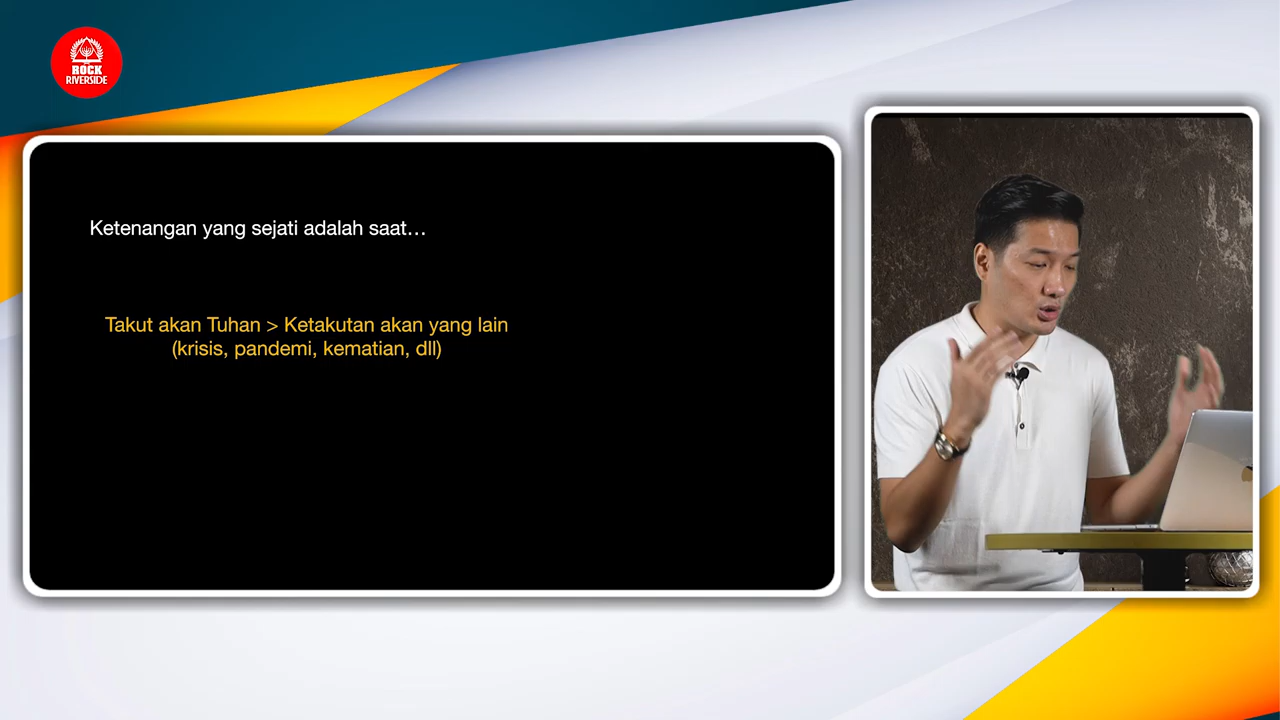 ROCK
RIVERSIDE
Ketenangan yang sejati adalah saat…
Takut akan Tuhan > Ketakutan akan yang lain
(krisis, pandemi, kematian, dll)